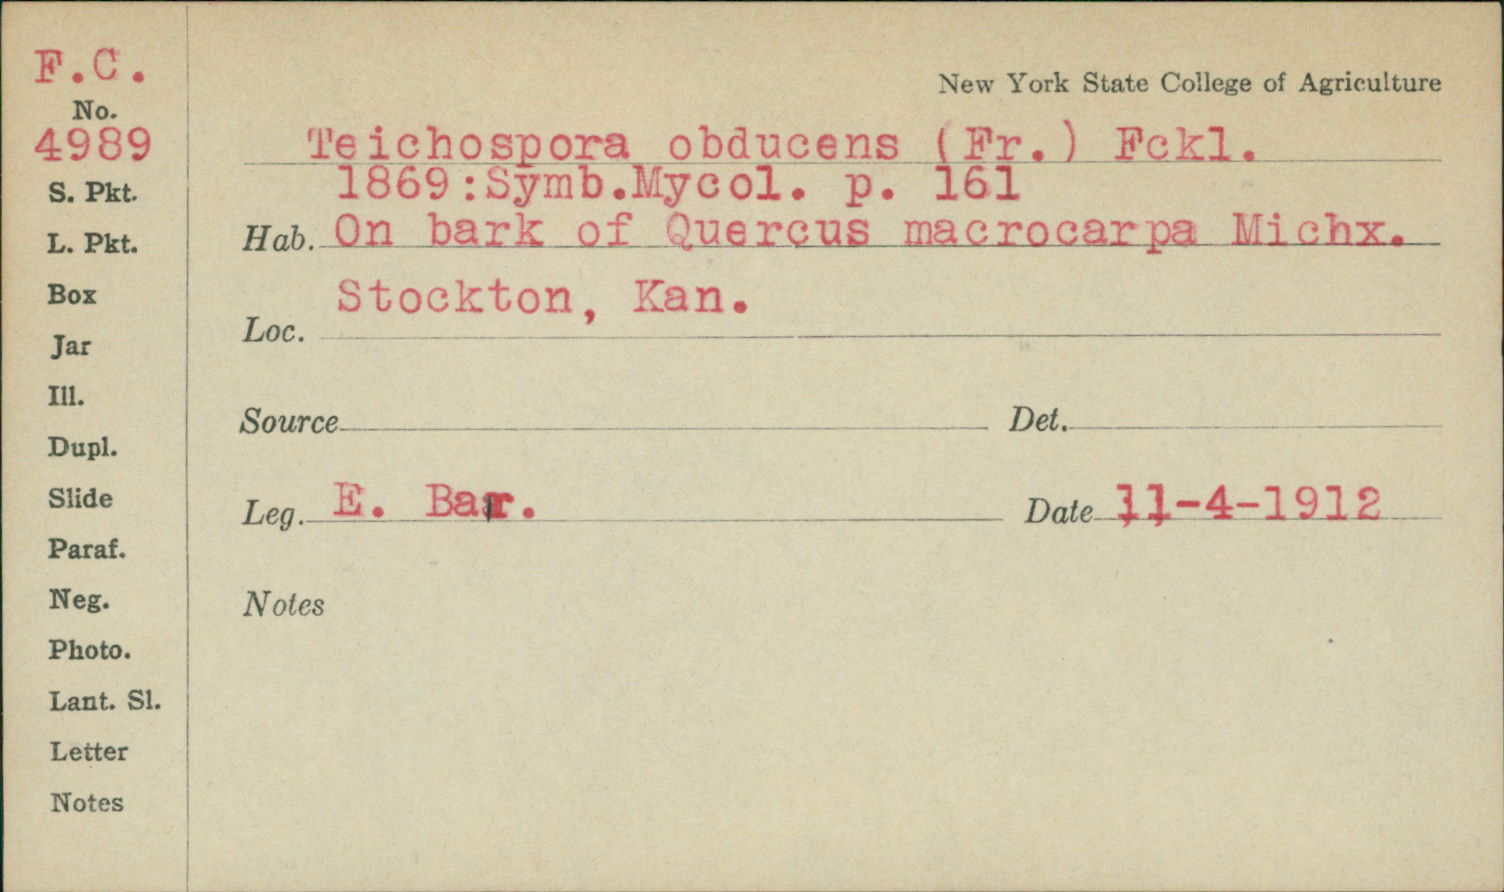 F.C.
New York State College of Agriculture
No.
4989
Teichospora obducens (Fr.) Fckl.
1869:Symb.Mycol. p. 161
S. Pkt.
Hab. On bark of Quercus macrocarpa Michx.
L. Pkt.
Box
Stockton, Kan.
Loc.
Jar
Ill.
Source Det.
Dupl.
Slide
Leg. E. Bar. Date 11-4-1912
Paraf.
Neg.
Notes
Photo.
Lant. Sl.
Letter
Notes